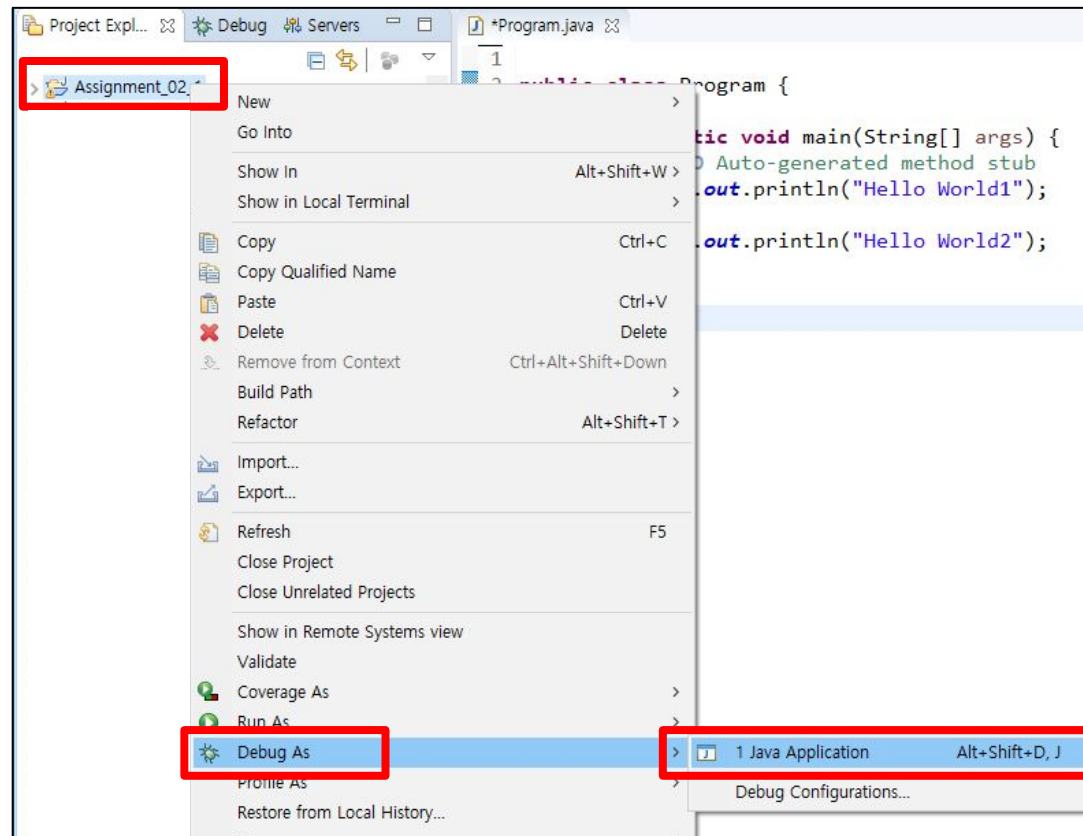 Project Expl... Debug Servers *Program.java
1
Program {
Assignment_02_
tic void main(String[] args) {
Auto-generated method stub
.out.println("Hello World1");
.out.println("Hello World2");
New
Go Into
Show In Alt+Shift+W >
Show in Local Terminal >
Copy Ctrl+C
Copy Qualified Name
Paste Ctrl+V
Delete Delete
Remove from Context Ctrl+Alt+Shift+Down
Build Path >
Refactor Alt+Shift+T >
Import...
Export...
Refresh F5
Close Project
Close Unrelated Projects
Show in Remote Systems view
Validate
Coverage As >
Run As >
Debug As > 1 Java Application Alt+Shift+D, J
Profile As > Debug Configurations...
Restore from Local History...